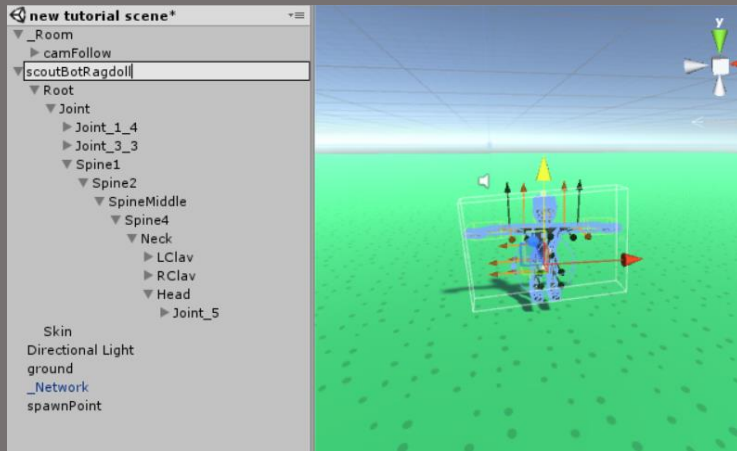 new tutorial scene*
_Room
camFollow
scoutBotRagdoll
Root
Joint
Joint_1_4
Joint_3_3
Spine1
Spine2
SpineMiddle
Spine4
Neck
LClav
RClav
Head
Joint_5
Skin
Directional Light
ground
_Network
spawnPoint
y